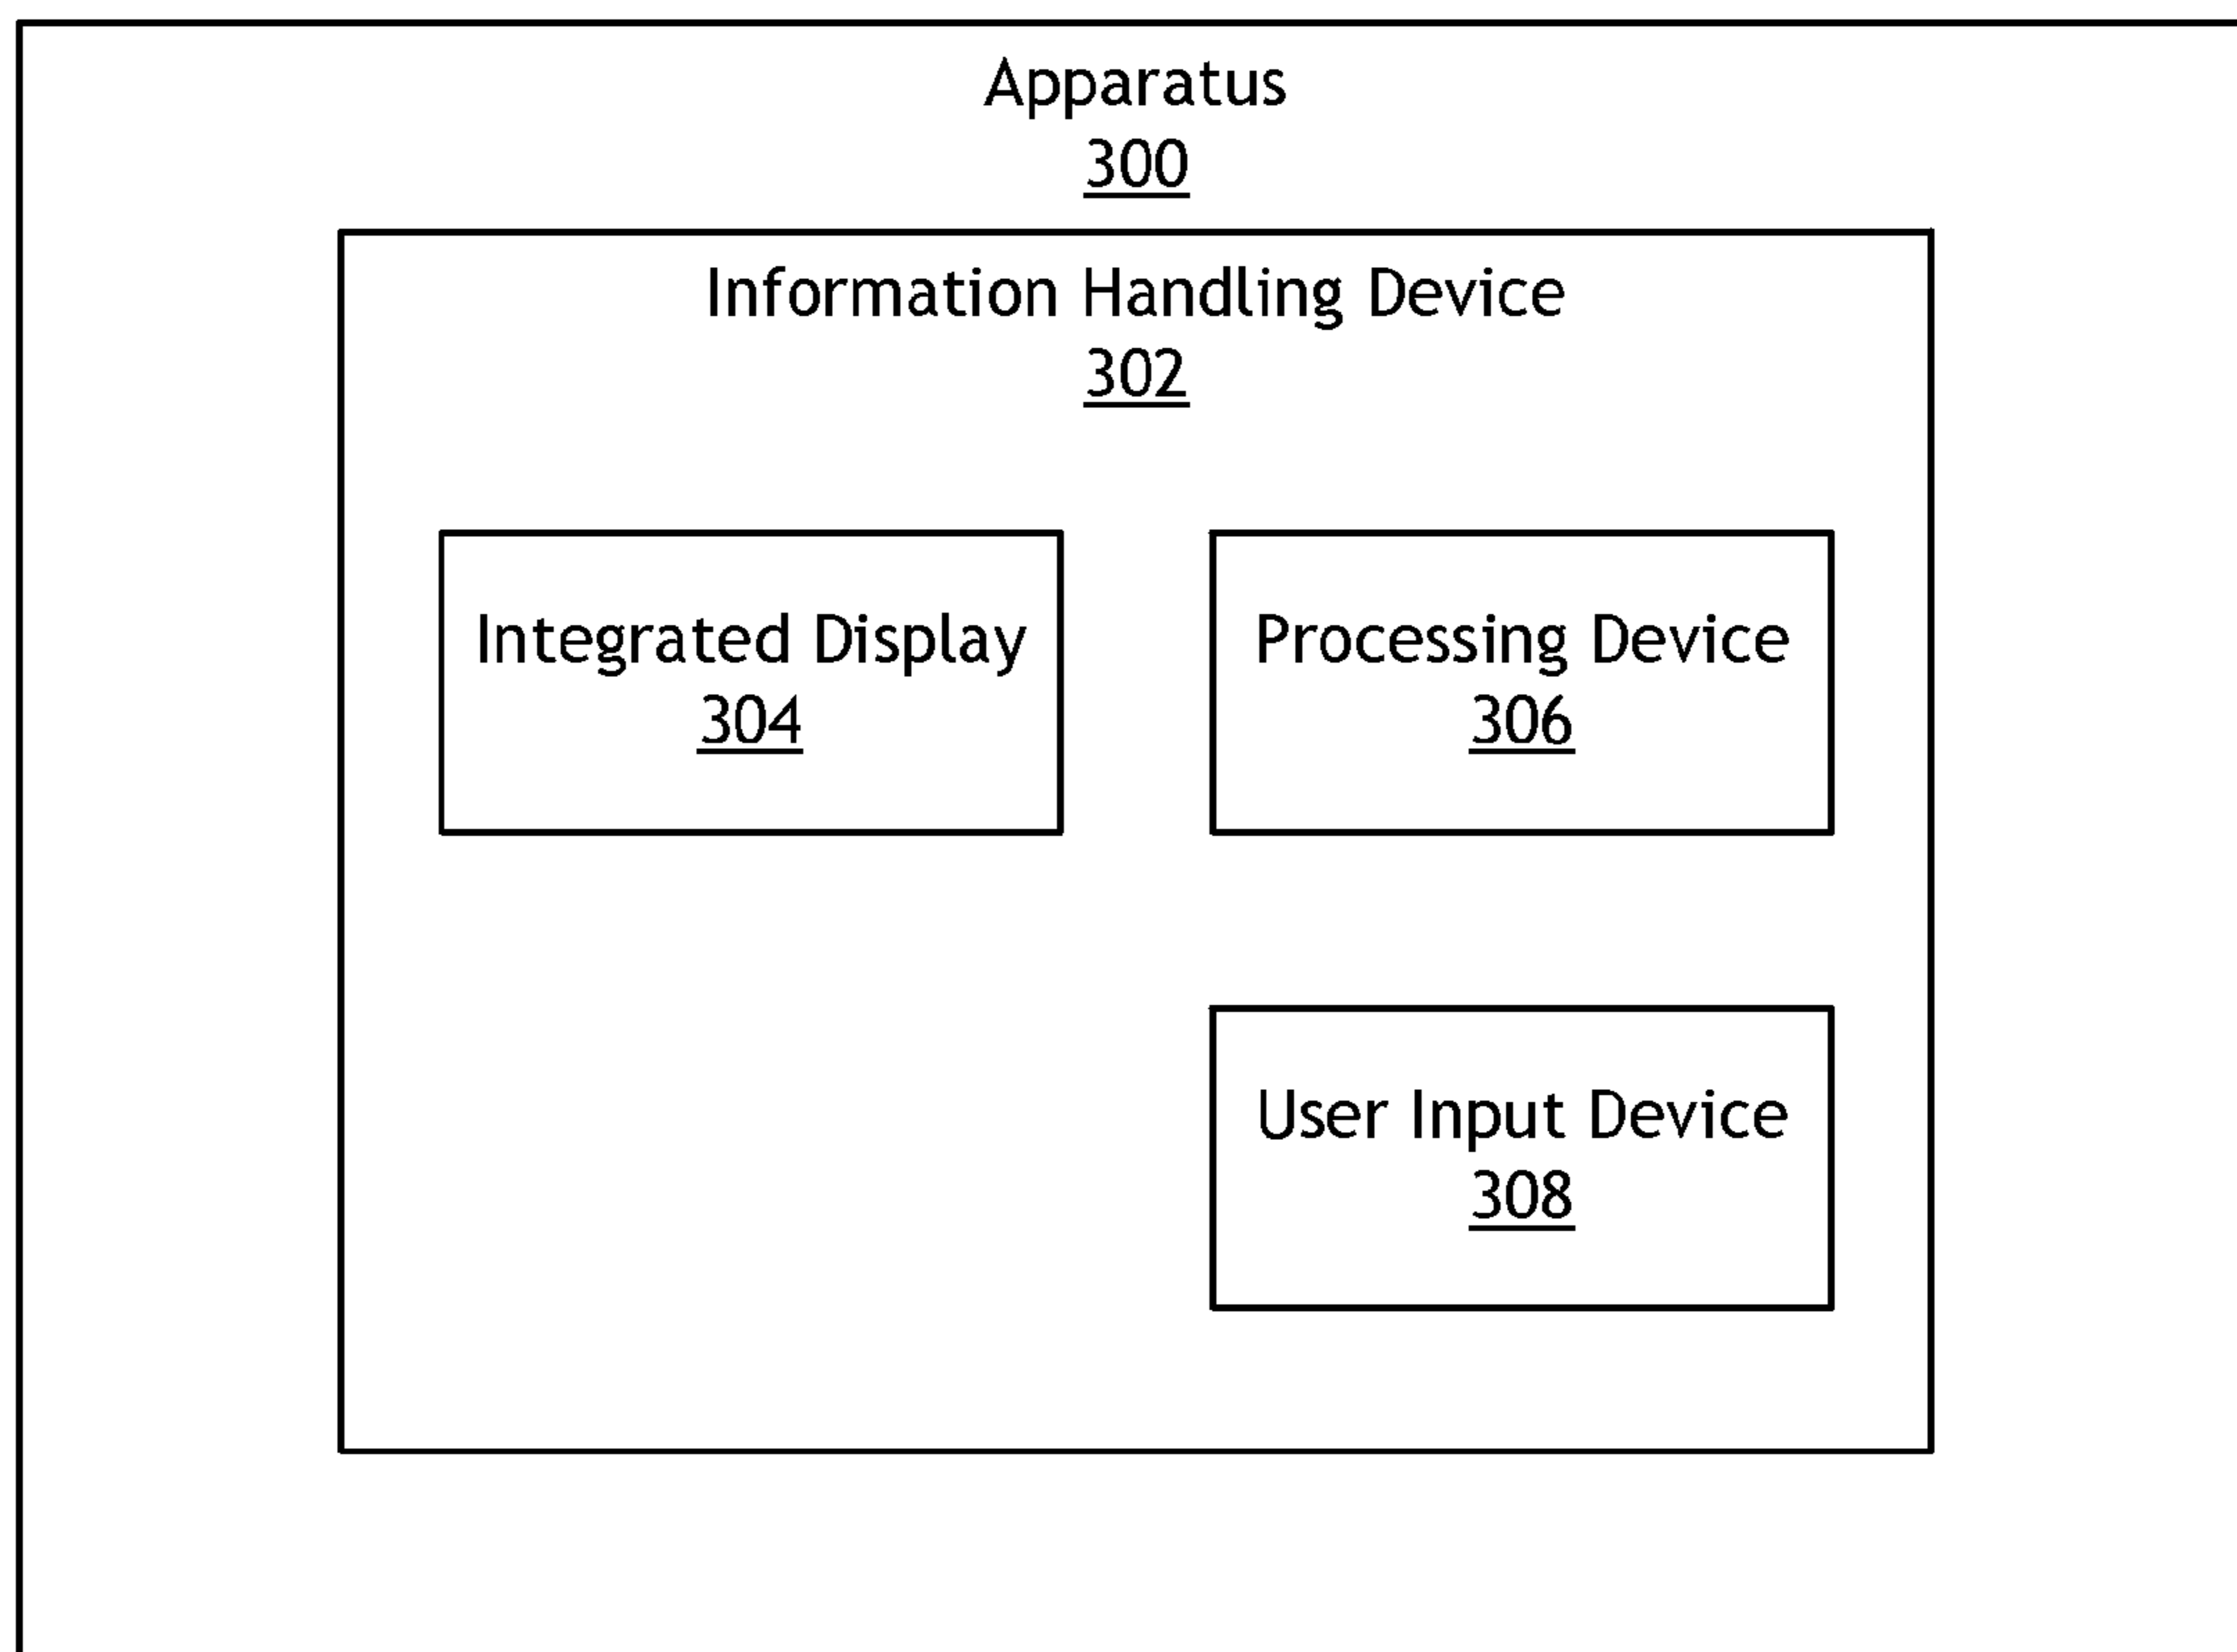 Apparatus
300
Information Handling Device
302
Integrated Display
304
Processing Device
306
User Input Device
308